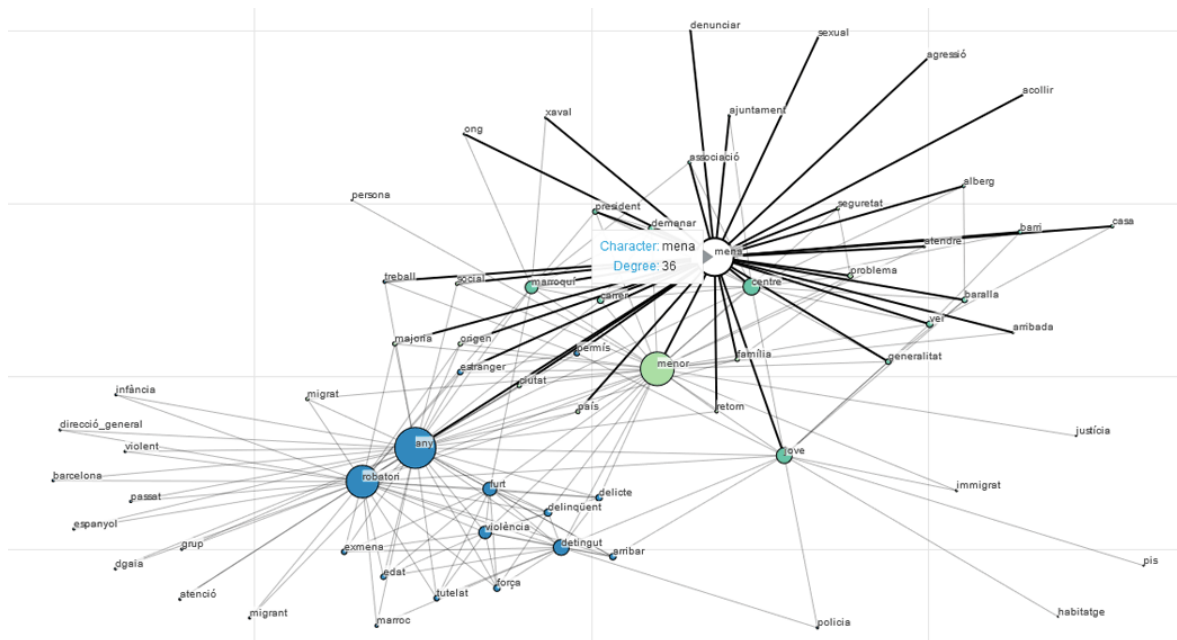 denunciar
sexual
agressió
acollir
xaval
ajuntament
ong
associació
alberg
persona
president
seguretat
demanar
barri
casa
atendre
Character: mena
mena
Degree: 36
problema
treball
social
marroquí
centre
carrer
baralla
veí
arribada
majoria
origen
permís
família
generalitat
menor
estranger
ciutat
infància
migrat
país
retorn
direcció_general
justícia
violent
any
jove
barcelona
robatori
furt
immigrat
passat
delicte
delinqüent
espanyol
violència
grup
exmena
detingut
arribar
dgaia
pis
edat
força
atenció
tutelat
migrant
marroc
policia
habitatge